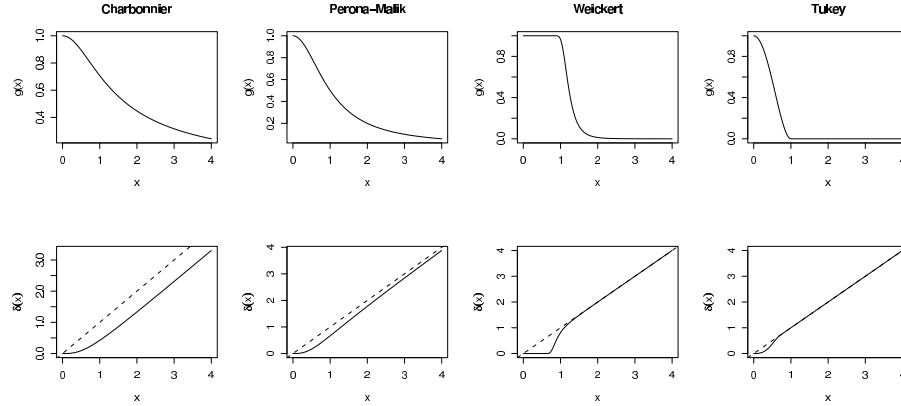 Charbonnier
Perona−Malik
Weickert
Tukey
g(x)
0.4 0.6 0.8 1.0
0 1 2 3 4
x
g(x)
0.2 0.4 0.6 0.8 1.0
0 1 2 3 4
x
g(x)
0.0 0.4 0.8
0 1 2 3 4
x
g(x)
0.0 0.4 0.8
0 1 2 3 4
x
δ(x)
0.0 1.0 2.0 3.0
0 1 2 3 4
x
δ(x)
0 1 2 3 4
0 1 2 3 4
x
δ(x)
0 1 2 3 4
0 1 2 3 4
x
δ(x)
0 1 2 3 4
0 1 2 3 4
x